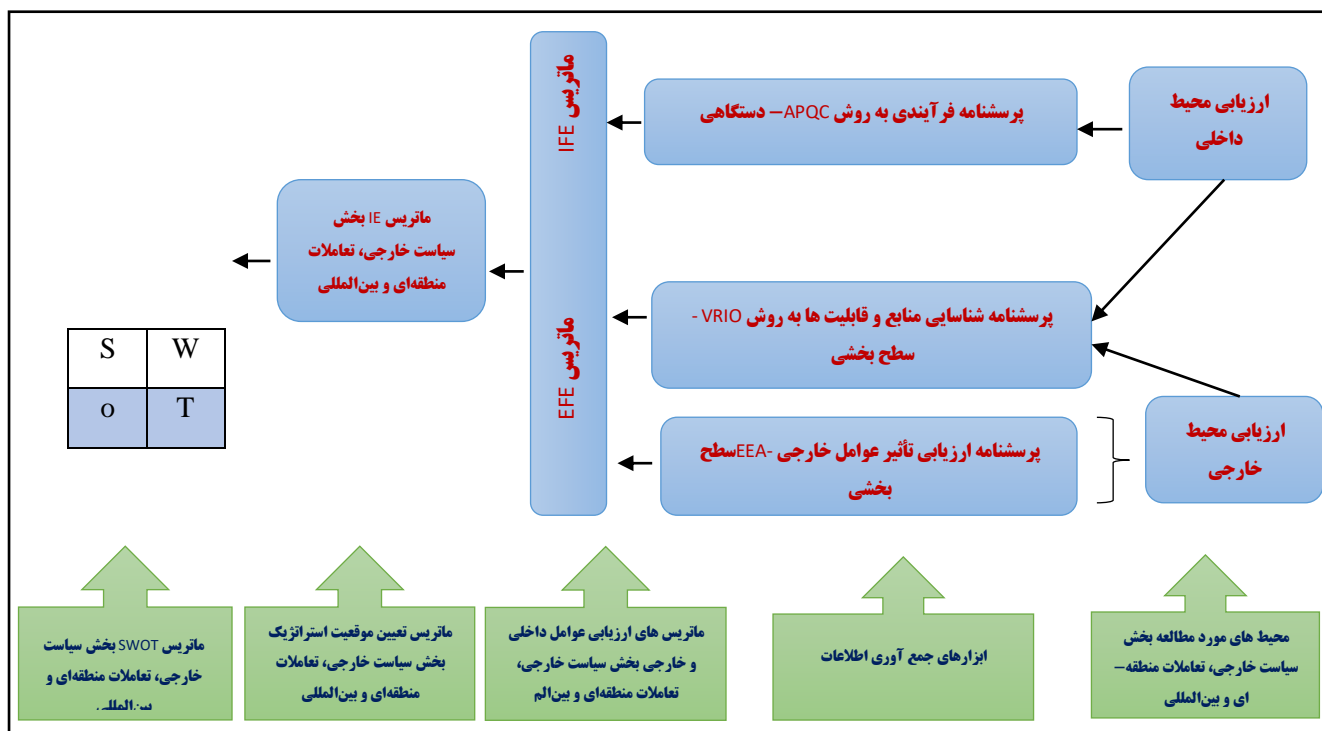 ارزیابی محیط
داخلی
پرسشنامه فرآیندی به روش APQC– دستگاهی
ماتریس IFE
ماتریس EFE
ماتریس IE بخش
سیاست خارجی، تعاملات
منطقه‌ای و بین‌المللی
پرسشنامه شناسایی منابع و قابلیت ها به روش VRIO -
سطح بخشی
ارزیابی محیط
خارجی
پرسشنامه ارزیابی تأثیر عوامل خارجی -EEAسطح
بخشی
S W
o T
محیط های مورد مطالعه بخش
سیاست خارجی، تعاملات منطقه–
ای و بین‌المللی
ابزارهای جمع آوری اطلاعات
ماتریس های ارزیابی عوامل داخلی
و خارجی بخش سیاست خارجی،
تعاملات منطقه‌ای و بین‌الم
ماتریس تعیین موقعیت استراتژیک
بخش سیاست خارجی، تعاملات
منطقه‌ای و بین‌المللی
ماتریس SWOT بخش سیاست
خارجی، تعاملات منطقه‌ای و
بین‌المللی